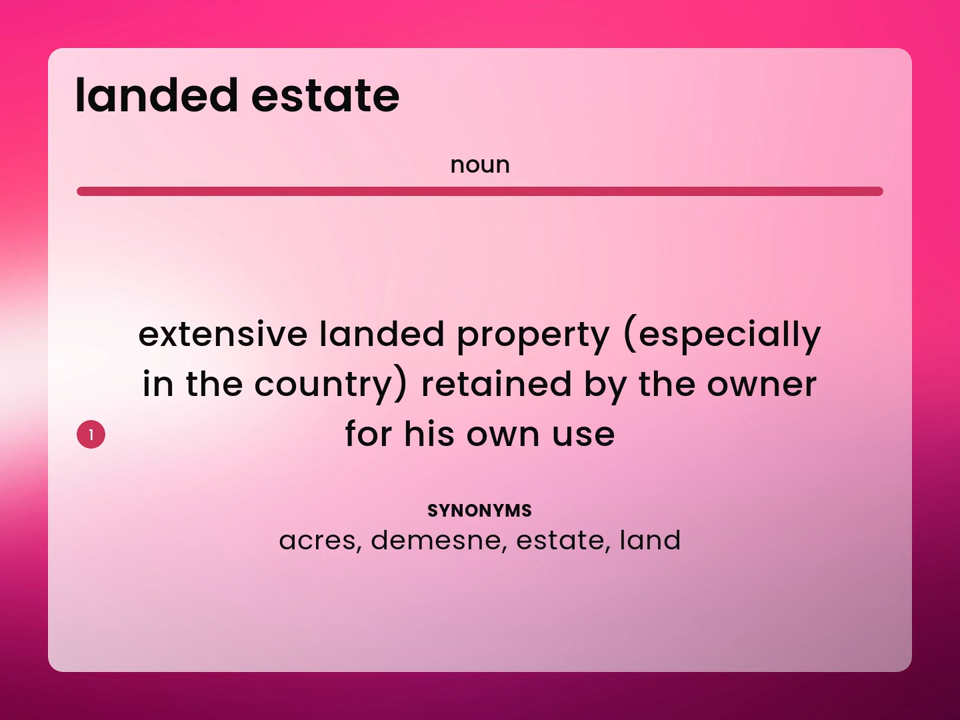 landed estate
noun
extensive landed property (especially
in the country) retained by the owner
1
for his own use
SYNONYMS
acres, demesne, estate, land